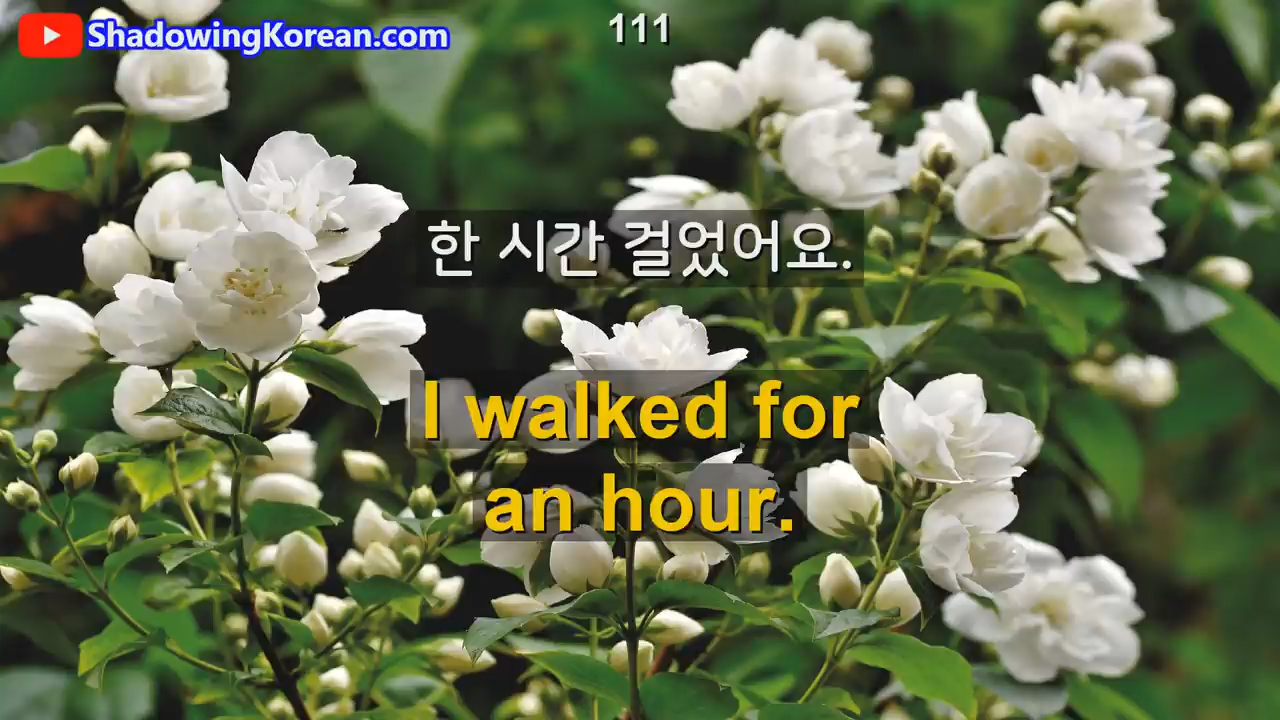 ShadowingKorean.com
111
한 시간 걸었어요.
I walked for
an hour.